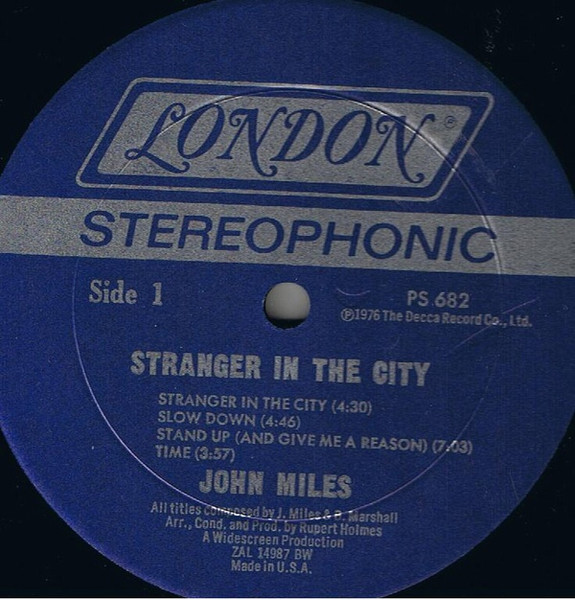 LONDON®
STEREOPHONIC
Side 1
PS 682
℗1976 The Decca Record Co., Ltd.
STRANGER IN THE CITY
STRANGER IN THE CITY (4:30)
SLOW DOWN (4:46)
STAND UP (AND GIVE ME A REASON) (7:03)
TIME (3:57)
JOHN MILES
All titles composed by J. Miles & B. Marshall
Arr., Cond. and Prod. by Rupert Holmes
A Widescreen Production
ZAL 14987 BW
Made in U.S.A.